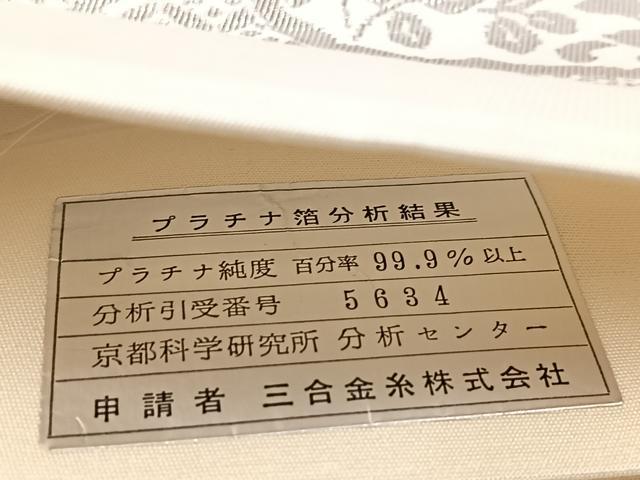 プラチナ箔分析結果
プラチナ純度 百分率 99.9% 以上
分析引受番号 5634
京都科学研究所 分析センター
申請者 三合金糸株式会社